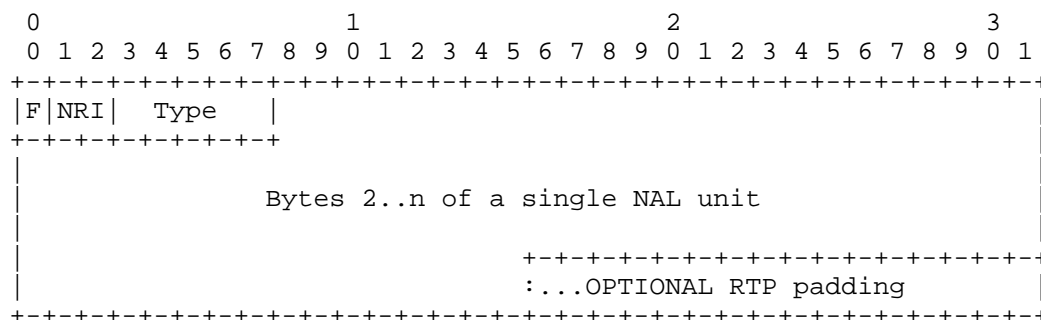 0                   1                   2                   3
 0 1 2 3 4 5 6 7 8 9 0 1 2 3 4 5 6 7 8 9 0 1 2 3 4 5 6 7 8 9 0 1
+-+-+-+-+-+-+-+-+-+-+-+-+-+-+-+-+-+-+-+-+-+-+-+-+-+-+-+-+-+-+-+-+
|F|NRI|  Type   |                                               |
+-+-+-+-+-+-+-+-+                                               |
|                                                               |
|               Bytes 2..n of a single NAL unit                 |
|                                                               |
|                               +-+-+-+-+-+-+-+-+-+-+-+-+-+-+-+-+
|                               :...OPTIONAL RTP padding        |
+-+-+-+-+-+-+-+-+-+-+-+-+-+-+-+-+-+-+-+-+-+-+-+-+-+-+-+-+-+-+-+-+